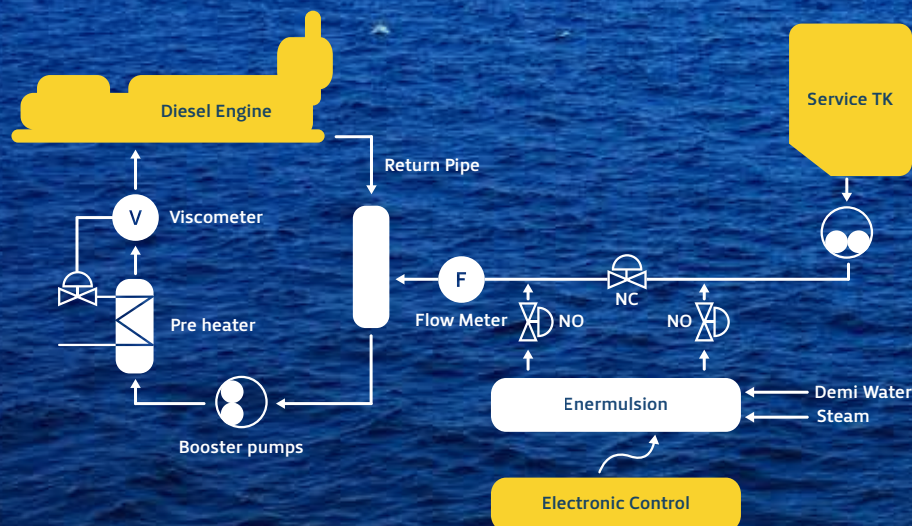 Diesel Engine
Service TK
Return Pipe
V
Viscometer
F
NC
Flow Meter
NO
NO
Pre heater
Demi Water
Enermulsion
Steam
Booster pumps
Electronic Control